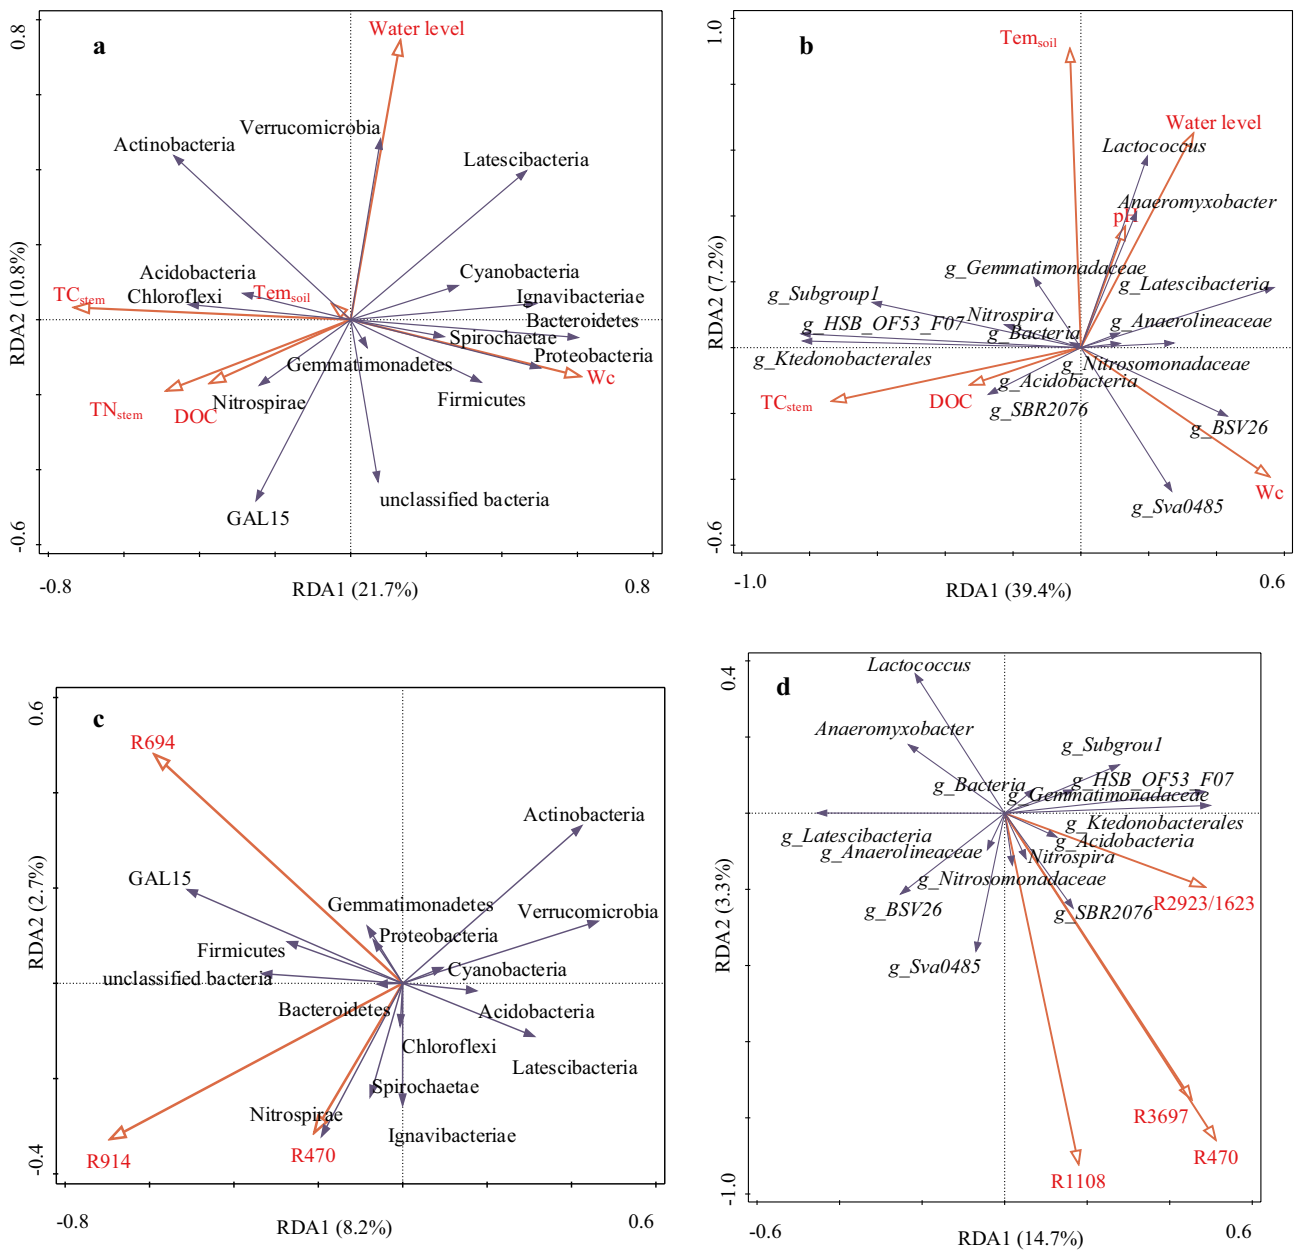 a
0.8
Water level
Verrucomicrobia
Actinobacteria
Latescibacteria
Acidobacteria
Cyanobacteria
TCstem
Chloroflexi
Temsoil
Ignavibacteriae
Bacteroidetes
Spirochaetae
Proteobacteria
Gemmatimonadetes
Wc
TNstem
DOC
Nitrospirae
Firmicutes
unclassified bacteria
GAL15
RDA2 (10.8%)
-0.6
-0.8
RDA1 (21.7%)
0.8
b
1.0
Temsoil
Water level
Lactococcus
Anaeromyxobacter
pH
g_Gemmatimonadaceae
g_Latescibacteria
g_Subgroup1
Nitrospira
g_HSB_OF53_F07
g_Bacteria
g_Anaerolineaceae
g_Ktedonobacterales
g_Nitrosomonadaceae
g_Acidobacteria
TCstem
DOC
g_SBR2076
g_BSV26
Wc
g_Sva0485
RDA2 (7.2%)
-0.6
-1.0
RDA1 (39.4%)
0.6
c
0.6
R694
Actinobacteria
GAL15
Gemmatimonadetes
Verrucomicrobia
Proteobacteria
Firmicutes
Cyanobacteria
unclassified bacteria
Bacteroidetes
Acidobacteria
Chloroflexi
Latescibacteria
Spirochaetae
Nitrospirae
Ignavibacteriae
R914
R470
RDA2 (2.7%)
-0.4
-0.8
RDA1 (8.2%)
0.6
d
0.4
Lactococcus
Anaeromyxobacter
g_Subgrou1
g_Bacteria
g_HSB_OF53_F07
g_Gemmatimonadaceae
g_Ktedonobacterales
g_Latescibacteria
g_Acidobacteria
g_Anaerolineaceae
Nitrospira
g_Nitrosomonadaceae
R2923/1623
g_BSV26
g_SBR2076
g_Sva0485
R3697
R470
R1108
RDA2 (3.3%)
-1.0
-0.6
RDA1 (14.7%)
0.6